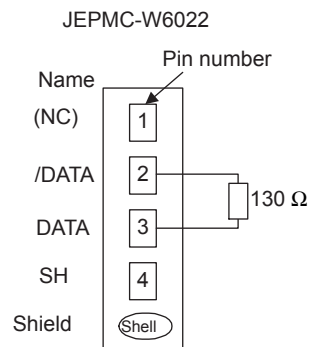 JEPMC-W6022
Pin number
Name
(NC) 1
/DATA 2
130 Ω
DATA 3
SH 4
Shield Shell